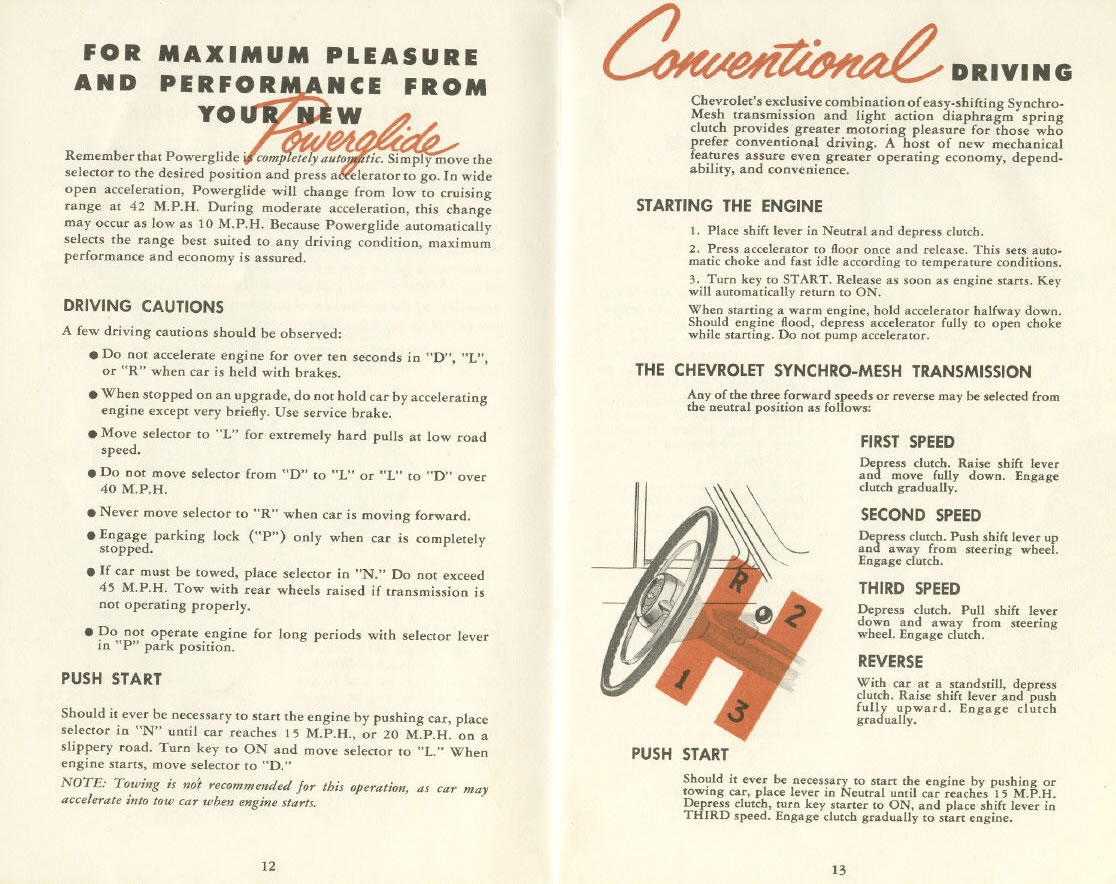 FOR MAXIMUM PLEASURE
AND PERFORMANCE FROM
YOUR NEW
Powerglide
Remember that Powerglide is completely automatic. Simply move the
selector to the desired position and press accelerator to go. In wide
open acceleration, Powerglide will change from low to cruising
range at 42 M.P.H. During moderate acceleration, this change
may occur as low as 10 M.P.H. Because Powerglide automatically
selects the range best suited to any driving condition, maximum
performance and economy is assured.
DRIVING CAUTIONS
A few driving cautions should be observed:
● Do not accelerate engine for over ten seconds in "D", "L",
or "R" when car is held with brakes.
● When stopped on an upgrade, do not hold car by accelerating
engine except very briefly. Use service brake.
● Move selector to "L" for extremely hard pulls at low road
speed.
● Do not move selector from "D" to "L" or "L" to "D" over
40 M.P.H.
● Never move selector to "R" when car is moving forward.
● Engage parking lock ("P") only when car is completely
stopped.
● If car must be towed, place selector in "N." Do not exceed
45 M.P.H. Tow with rear wheels raised if transmission is
not operating properly.
● Do not operate engine for long periods with selector lever
in "P" park position.
PUSH START
Should it ever be necessary to start the engine by pushing car, place
selector in "N" until car reaches 15 M.P.H., or 20 M.P.H. on a
slippery road. Turn key to ON and move selector to "L." When
engine starts, move selector to "D."
NOTE: Towing is not recommended for this operation, as car may
accelerate into tow car when engine starts.
12
Conventional DRIVING
Chevrolet's exclusive combination of easy-shifting Synchro-
Mesh transmission and light action diaphragm spring
clutch provides greater motoring pleasure for those who
prefer conventional driving. A host of new mechanical
features assure even greater operating economy, depend-
ability, and convenience.
STARTING THE ENGINE
1. Place shift lever in Neutral and depress clutch.
2. Press accelerator to floor once and release. This sets auto-
matic choke and fast idle according to temperature conditions.
3. Turn key to START. Release as soon as engine starts. Key
will automatically return to ON.
When starting a warm engine, hold accelerator halfway down.
Should engine flood, depress accelerator fully to open choke
while starting. Do not pump accelerator.
THE CHEVROLET SYNCHRO-MESH TRANSMISSION
Any of the three forward speeds or reverse may be selected from
the neutral position as follows:
FIRST SPEED
Depress clutch. Raise shift lever
and move fully down. Engage
clutch gradually.
SECOND SPEED
Depress clutch. Push shift lever up
and away from steering wheel.
Engage clutch.
THIRD SPEED
Depress clutch. Pull shift lever
down and away from steering
wheel. Engage clutch.
REVERSE
With car at a standstill, depress
clutch. Raise shift lever and push
fully upward. Engage clutch
gradually.
R
2
1
3
PUSH START
Should it ever be necessary to start the engine by pushing or
towing car, place lever in Neutral until car reaches 15 M.P.H.
Depress clutch, turn key starter to ON, and place shift lever in
THIRD speed. Engage clutch gradually to start engine.
13